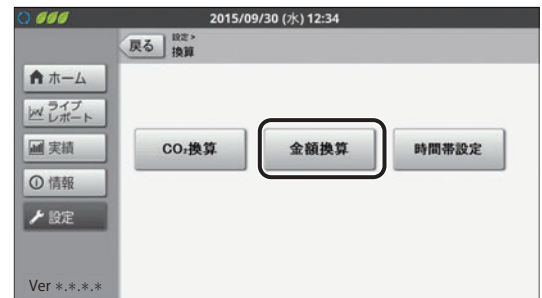 2015/09/30 (水) 12:34
戻る
設定>
換算
ホーム
ライブ
レポート
実績
情報
設定
CO₂換算
金額換算
時間帯設定
Ver *.*.*.*